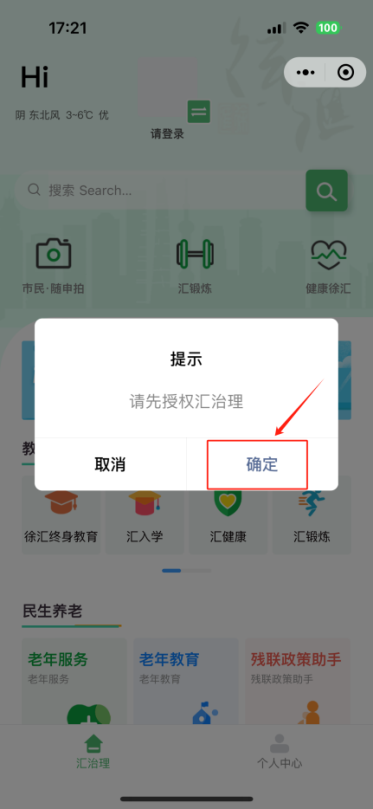 17:21
100
Hi
阴 东北风 3~6℃ 优
请登录
搜索 Search...
市民·随申拍
汇锻炼
健康徐汇
提示
请先授权汇治理
取消
确定
教
徐汇终身教育
汇入学
汇健康
汇锻炼
民生养老
老年服务
老年服务
老年教育
老年教育
残联政策助手
残联政策助手
汇治理
个人中心